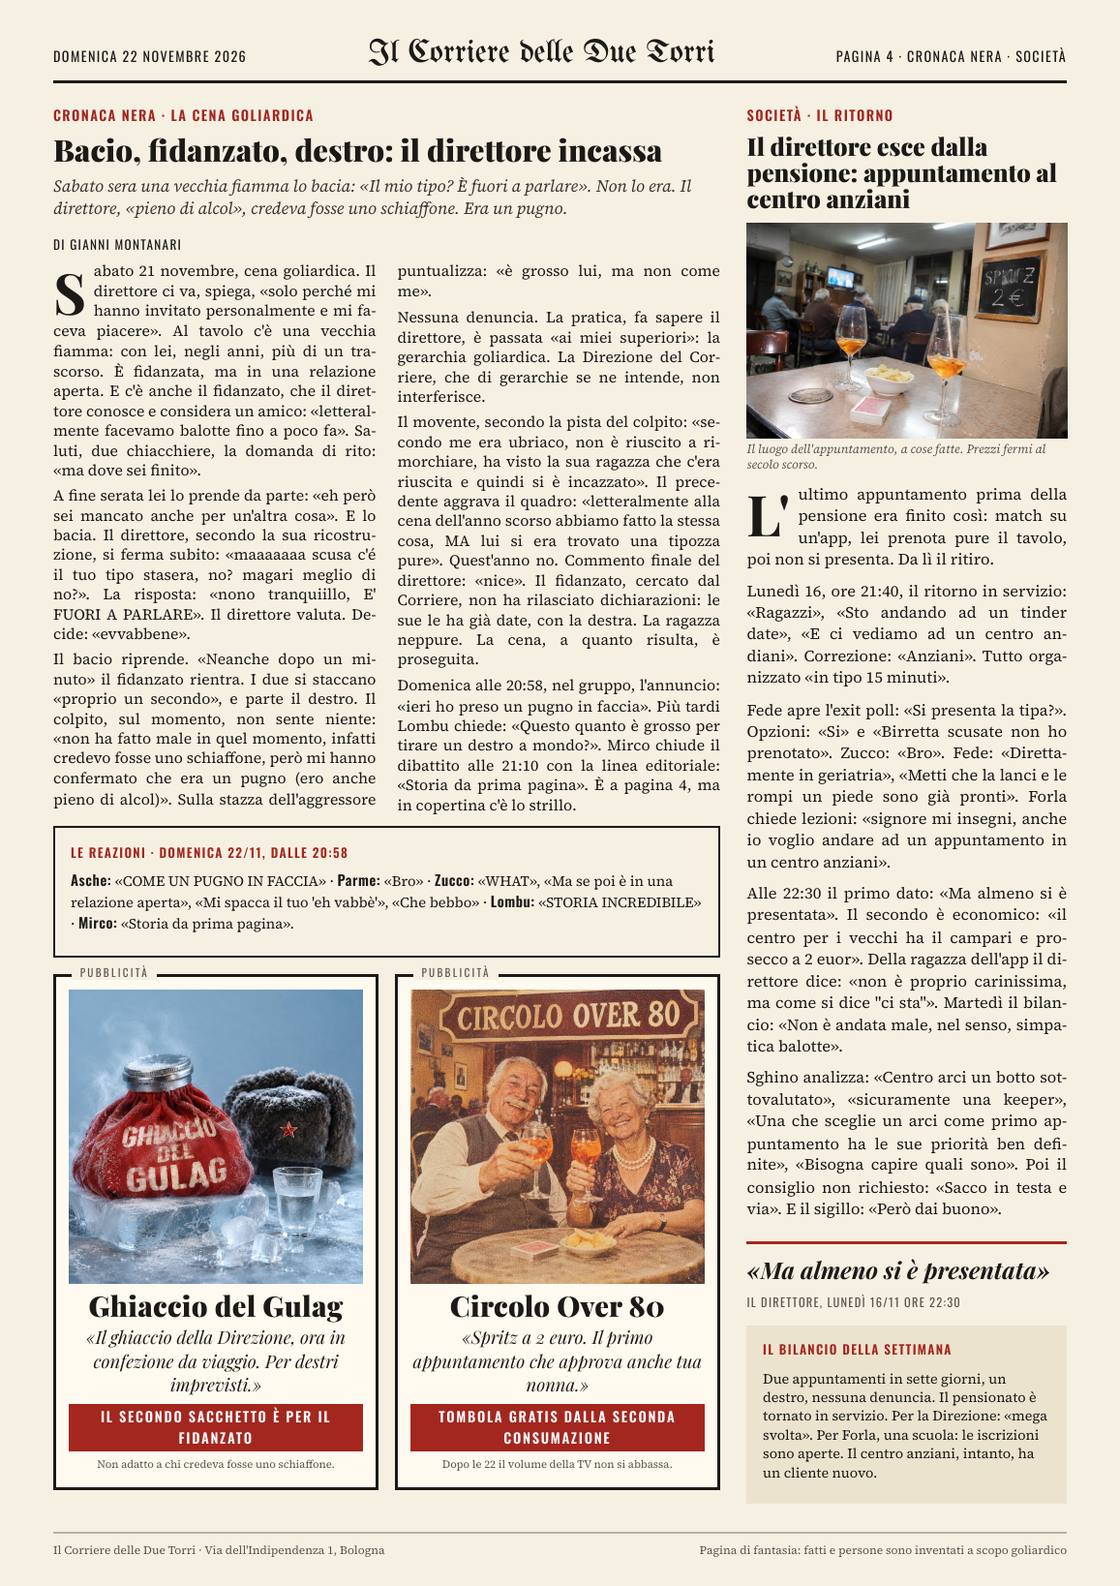 DOMENICA 22 NOVEMBRE 2026
Il Corriere delle Due Torri
PAGINA 4 · CRONACA NERA · SOCIETÀ
CRONACA NERA · LA CENA GOLIARDICA
Bacio, fidanzato, destro: il direttore incassa
Sabato sera una vecchia fiamma lo bacia: «Il mio tipo? È fuori a parlare». Non lo era. Il
direttore, «pieno di alcol», credeva fosse uno schiaffone. Era un pugno.
DI GIANNI MONTANARI
Sabato 21 novembre, cena goliardica. Il
direttore ci va, spiega, «solo perché mi
hanno invitato personalmente e mi fa-
ceva piacere». Al tavolo c'è una vecchia
fiamma: con lei, negli anni, più di un tra-
scorso. È fidanzata, ma in una relazione
aperta. E c'è anche il fidanzato, che il diret-
tore conosce e considera un amico: «letteral-
mente facevamo balotte fino a poco fa». Sa-
luti, due chiacchiere, la domanda di rito:
«ma dove sei finito».
A fine serata lei lo prende da parte: «eh però
sei mancato anche per un'altra cosa». E lo
bacia. Il direttore, secondo la sua ricostru-
zione, si ferma subito: «maaaaaaa scusa c'é
il tuo tipo stasera, no? magari meglio di
no?». La risposta: «nono tranquiillo, E'
FUORI A PARLARE». Il direttore valuta. De-
cide: «evvabbene».
Il bacio riprende. «Neanche dopo un mi-
nuto» il fidanzato rientra. I due si staccano
«proprio un secondo», e parte il destro. Il
colpito, sul momento, non sente niente:
«non ha fatto male in quel momento, infatti
credevo fosse uno schiaffone, però mi hanno
confermato che era un pugno (ero anche
pieno di alcol)». Sulla stazza dell'aggressore
puntualizza: «è grosso lui, ma non come
me».
Nessuna denuncia. La pratica, fa sapere il
direttore, è passata «ai miei superiori»: la
gerarchia goliardica. La Direzione del Cor-
riere, che di gerarchie se ne intende, non
interferisce.
Il movente, secondo la pista del colpito: «se-
condo me era ubriaco, non è riuscito a ri-
morchiare, ha visto la sua ragazza che c'era
riuscita e quindi si è incazzato». Il prece-
dente aggrava il quadro: «letteralmente alla
cena dell'anno scorso abbiamo fatto la stessa
cosa, MA lui si era trovato una tipozza
pure». Quest'anno no. Commento finale del
direttore: «nice». Il fidanzato, cercato dal
Corriere, non ha rilasciato dichiarazioni: le
sue le ha già date, con la destra. La ragazza
neppure. La cena, a quanto risulta, è
proseguita.
Domenica alle 20:58, nel gruppo, l'annuncio:
«ieri ho preso un pugno in faccia». Più tardi
Lombu chiede: «Questo quanto è grosso per
tirare un destro a mondo?». Mirco chiude il
dibattito alle 21:10 con la linea editoriale:
«Storia da prima pagina». È a pagina 4, ma
in copertina c'è lo strillo.
LE REAZIONI · DOMENICA 22/11, DALLE 20:58
Asche: «COME UN PUGNO IN FACCIA» · Parme: «Bro» · Zucco: «WHAT», «Ma se poi è in una
relazione aperta», «Mi spacca il tuo 'eh vabbè'», «Che bebbo» · Lombu: «STORIA INCREDIBILE»
· Mirco: «Storia da prima pagina».
PUBBLICITÀ
GHIACCIO
DEL
GULAG
Ghiaccio del Gulag
«Il ghiaccio della Direzione, ora in
confezione da viaggio. Per destri
imprevisti.»
IL SECONDO SACCHETTO È PER IL
FIDANZATO
Non adatto a chi credeva fosse uno schiaffone.
PUBBLICITÀ
CIRCOLO OVER 80
Circolo Over 80
«Spritz a 2 euro. Il primo
appuntamento che approva anche tua
nonna.»
TOMBOLA GRATIS DALLA SECONDA
CONSUMAZIONE
Dopo le 22 il volume della TV non si abbassa.
SOCIETÀ · IL RITORNO
Il direttore esce dalla
pensione: appuntamento al
centro anziani
SPRITZ
2 €
Il luogo dell'appuntamento, a cose fatte. Prezzi fermi al
secolo scorso.
L'ultimo appuntamento prima della
pensione era finito così: match su
un'app, lei prenota pure il tavolo,
poi non si presenta. Da lì il ritiro.
Lunedì 16, ore 21:40, il ritorno in servizio:
«Ragazzi», «Sto andando ad un tinder
date», «E ci vediamo ad un centro an-
diani». Correzione: «Anziani». Tutto orga-
nizzato «in tipo 15 minuti».
Fede apre l'exit poll: «Si presenta la tipa?».
Opzioni: «Si» e «Birretta scusate non ho
prenotato». Zucco: «Bro». Fede: «Diretta-
mente in geriatria», «Metti che la lanci e le
rompi un piede sono già pronti». Forla
chiede lezioni: «signore mi insegni, anche
io voglio andare ad un appuntamento in
un centro anziani».
Alle 22:30 il primo dato: «Ma almeno si è
presentata». Il secondo è economico: «il
centro per i vecchi ha il campari e pro-
secco a 2 euor». Della ragazza dell'app il di-
rettore dice: «non è proprio carinissima,
ma come si dice "ci sta"». Martedì il bilan-
cio: «Non è andata male, nel senso, simpa-
tica balotte».
Sghino analizza: «Centro arci un botto sot-
tovalutato», «sicuramente una keeper»,
«Una che sceglie un arci come primo ap-
puntamento ha le sue priorità ben defi-
nite», «Bisogna capire quali sono». Poi il
consiglio non richiesto: «Sacco in testa e
via». E il sigillo: «Però dai buono».
«Ma almeno si è presentata»
IL DIRETTORE, LUNEDÌ 16/11 ORE 22:30
IL BILANCIO DELLA SETTIMANA
Due appuntamenti in sette giorni, un
destro, nessuna denuncia. Il pensionato è
tornato in servizio. Per la Direzione: «mega
svolta». Per Forla, una scuola: le iscrizioni
sono aperte. Il centro anziani, intanto, ha
un cliente nuovo.
Il Corriere delle Due Torri · Via dell'Indipendenza 1, Bologna
Pagina di fantasia: fatti e persone sono inventati a scopo goliardico